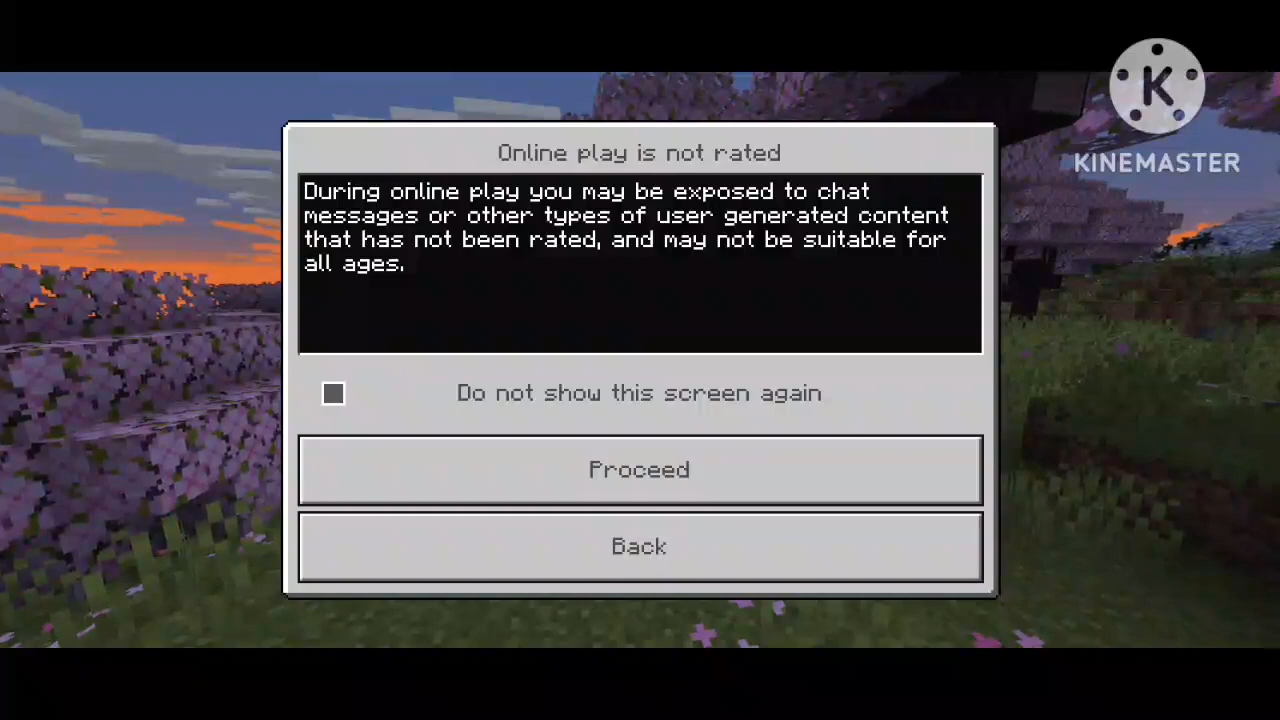 K
KINEMASTER
Online play is not rated
During online play you may be exposed to chat
messages or other types of user generated content
that has not been rated, and may not be suitable for
all ages.
Do not show this screen again
Proceed
Back